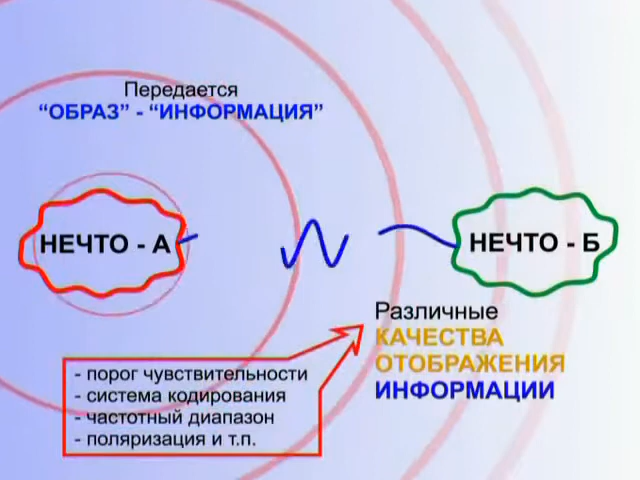 Передается
“ОБРАЗ” - “ИНФОРМАЦИЯ”
НЕЧТО - А
НЕЧТО - Б
Различные
КАЧЕСТВА
ОТОБРАЖЕНИЯ
ИНФОРМАЦИИ
- порог чувствительности
- система кодирования
- частотный диапазон
- поляризация и т.п.